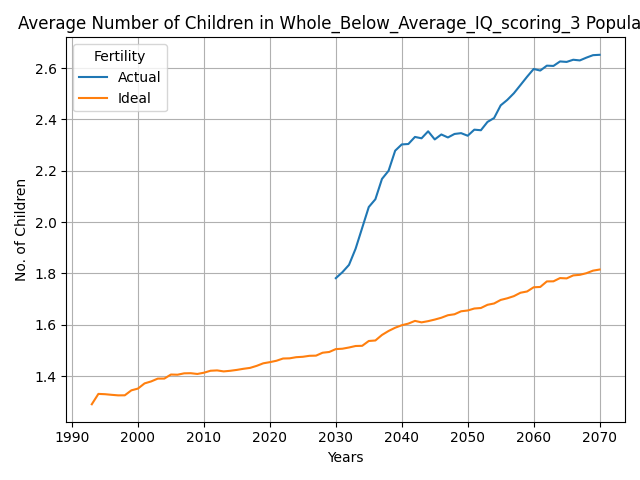 Average Number of Children in Whole_Below_Average_IQ_scoring_3 Popula
Fertility
Actual
Ideal
No. of Children
2.6
2.4
2.2
2.0
1.8
1.6
1.4
1990 2000 2010 2020 2030 2040 2050 2060 2070
Years